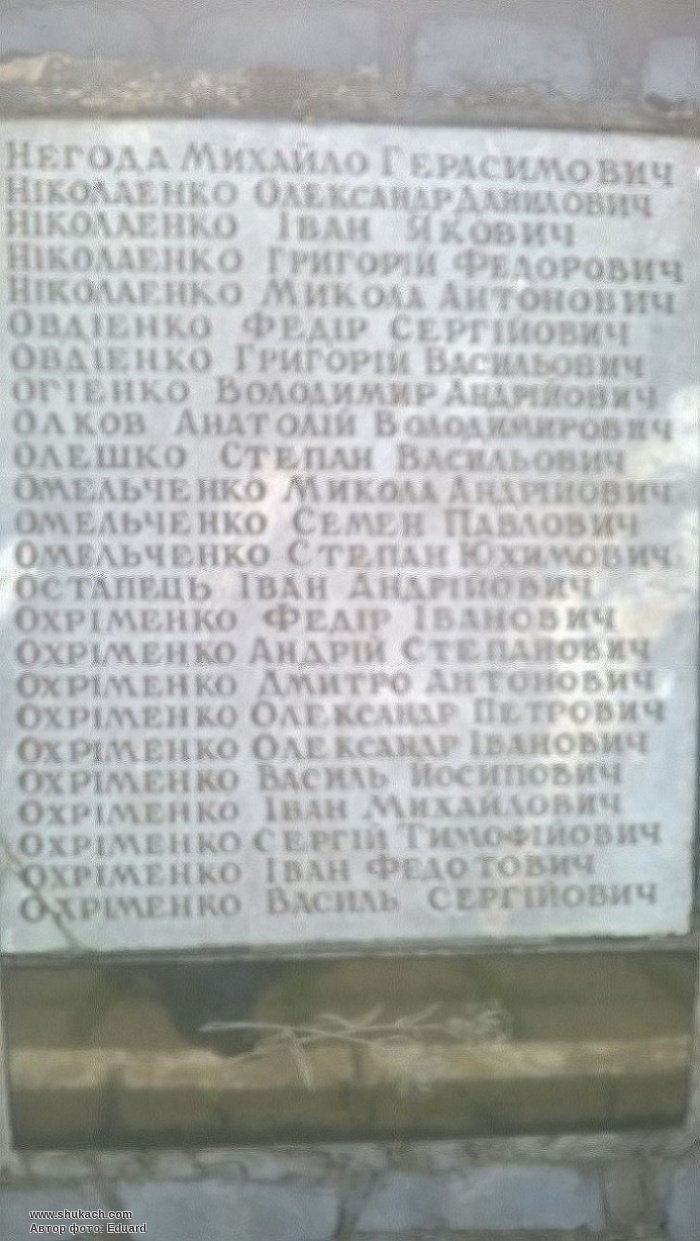 НЕГОДА МИХАЙЛО ГЕРАСИМОВИЧ
НІКОЛАЕНКО ОЛЕКСАНДР ДАНИЛОВИЧ
НІКОЛАЕНКО ІВАН ЯКОВИЧ
НІКОЛАЕНКО ГРИГОРІЙ ФЕДОРОВИЧ
НІКОЛАЕНКО МИКОЛА АНТОНОВИЧ
ОВДІЕНКО ФЕДІР СЕРГІЙОВИЧ
ОВДІЕНКО ГРИГОРІЙ ВАСИЛЬОВИЧ
ОГІЕНКО ВОЛОДИМИР АНДРІЙОВИЧ
ОЛКОВ АНАТОЛІЙ ВОЛОДИМИРОВИЧ
ОЛЕШКО СТЕПАН ВАСИЛЬОВИЧ
ОМЕЛЬЧЕНКО МИКОЛА АНДРІЙОВИЧ
ОМЕЛЬЧЕНКО СЕМЕН ПАВЛОВИЧ
ОМЕЛЬЧЕНКО СТЕПАН ЮХИМОВИЧ
ОСТАПЕЦЬ ІВАН АНДРІЙОВИЧ
ОХРІМЕНКО ФЕДІР ІВАНОВИЧ
ОХРІМЕНКО АНДРІЙ СТЕПАНОВИЧ
ОХРІМЕНКО ДМИТРО АНТОНОВИЧ
ОХРІМЕНКО ОЛЕКСАНДР ПЕТРОВИЧ
ОХРІМЕНКО ОЛЕКСАНДР ІВАНОВИЧ
ОХРІМЕНКО ВАСИЛЬ ЙОСИПОВИЧ
ОХРІМЕНКО ІВАН МИХАЙЛОВИЧ
ОХРІМЕНКО СЕРГІЙ ТИМОФІЙОВИЧ
ОХРІМЕНКО ІВАН ФЕДОТОВИЧ
ОХРІМЕНКО ВАСИЛЬ СЕРГІЙОВИЧ
www.shukach.com
Автор фото: Eduard